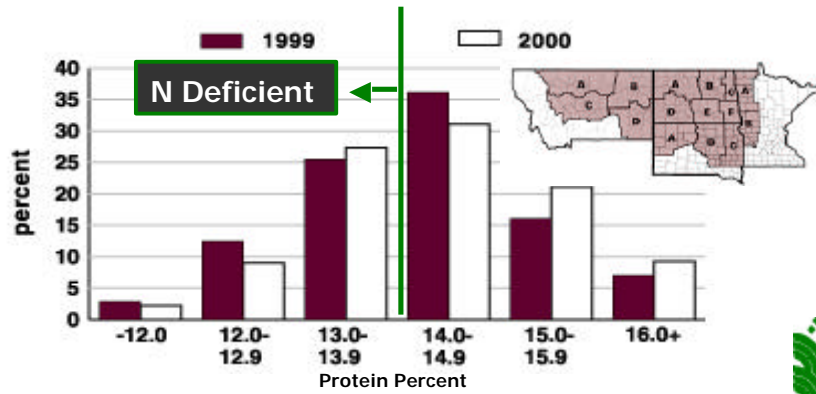 1999
2000
N Deficient
percent
40
35
30
25
20
15
10
5
0
-12.0
12.0-
12.9
13.0-
13.9
14.0-
14.9
15.0-
15.9
16.0+
Protein Percent
A
B
A
B
A
C
D
D
E
F
B
A
B
C